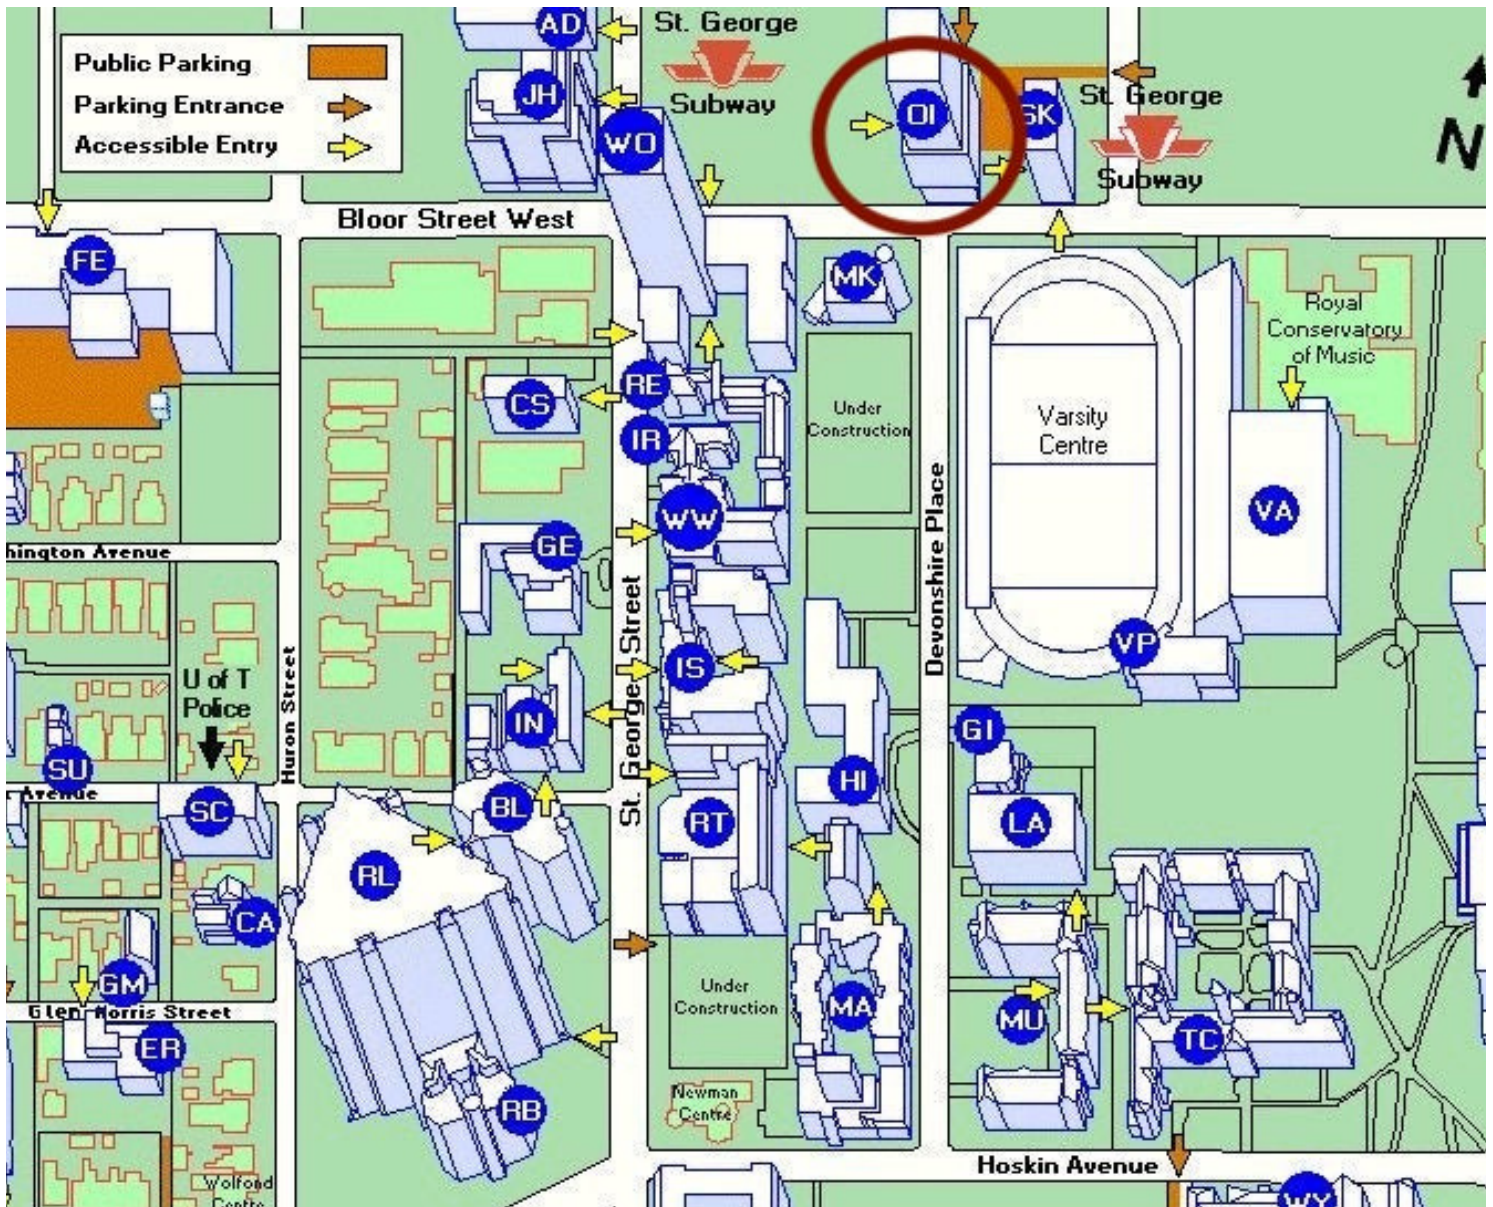 AD
St. George
Subway
Public Parking
Parking Entrance
Accessible Entry
JH
WO
OI
SK
St. George
Subway
N
Bloor Street West
FE
MK
Royal
Conservatory
of Music
RE
CS
IR
Under
Construction
Varsity
Centre
WW
VA
hington Avenue
GE
Devonshire Place
St. George Street
Huron Street
VP
IS
U of T
Police
IN
GI
SU
Avenue
SC
BL
HI
RT
LA
RL
CA
GM
Under
Construction
MA
MU
TC
Glen Morris Street
ER
Newman
Centre
RB
Hoskin Avenue
Wolfond
Centre
WY